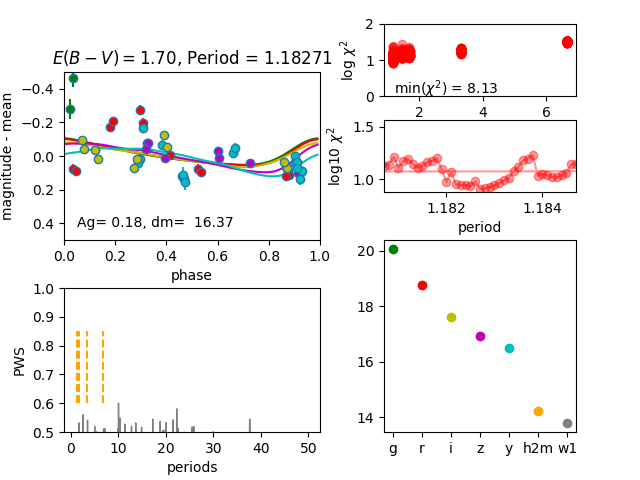 E(B − V) = 1.70, Period = 1.18271
magnitude - mean
−0.4
−0.2
0.0
0.2
0.4
Ag= 0.18, dm= 16.37
0.0 0.2 0.4 0.6 0.8 1.0
phase
log χ²
2
1
0
min(χ²) = 8.13
2 4 6
log10 χ²
1.5
1.0
1.182 1.184
period
PWS
1.0
0.9
0.8
0.7
0.6
0.5
0 10 20 30 40 50
periods
20
18
16
14
g r i z y h2m w1